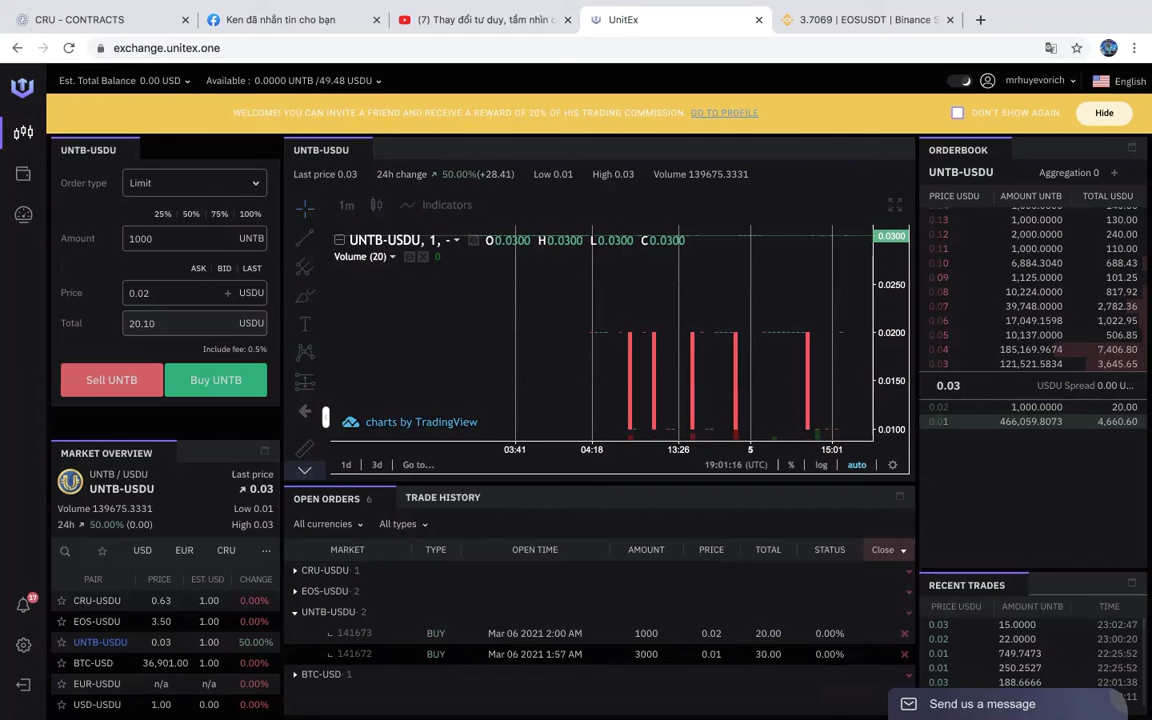 CRU - CONTRACTS
Ken đã nhắn tin cho bạn
(7) Thay đổi tư duy, tầm nhìn c
UnitEx
3.7069 | EOSUSDT | Binance S
exchange.unitex.one
Est. Total Balance 0.00 USD
Available : 0.0000 UNTB /49.48 USDU
mrhuyevorich
English
WELCOME! YOU CAN INVITE A FRIEND AND RECEIVE A REWARD OF 20% OF HIS TRADING COMMISSION. GO TO PROFILE
DON'T SHOW AGAIN
Hide
UNTB-USDU
Order type
Limit
25% 50% 75% 100%
Amount
1000
UNTB
ASK BID LAST
Price
0.02
+ USDU
Total
20.10
USDU
Include fee: 0.5%
Sell UNTB
Buy UNTB
MARKET OVERVIEW
UNTB / USDU
Last price
UNTB-USDU
0.03
Volume 139675.3331
Low 0.01
24h 50.00% (0.00)
High 0.03
USD EUR CRU ...
PAIR PRICE EST. USD CHANGE
CRU-USDU 0.63 1.00 0.00%
EOS-USDU 3.50 1.00 0.00%
UNTB-USDU 0.03 1.00 50.00%
BTC-USD 36,901.00 1.00 0.00%
EUR-USDU n/a n/a 0.00%
USD-USDU 1.00 0.00 0.00%
17
UNTB-USDU
Last price 0.03
24h change 50.00%(+28.41)
Low 0.01
High 0.03
Volume 139675.3331
1m
Indicators
UNTB-USDU, 1, -
O0.0300 H0.0300 L0.0300 C0.0300
Volume (20) 0
0.0300
0.0250
0.0200
0.0150
0.0100
charts by TradingView
03:41 04:18 13:26 5 15:01
1d 3d Go to...
19:01:16 (UTC) % log auto
OPEN ORDERS 6
TRADE HISTORY
All currencies
All types
MARKET TYPE OPEN TIME AMOUNT PRICE TOTAL STATUS Close
CRU-USDU· 1
EOS-USDU· 2
UNTB-USDU· 2
141673 BUY Mar 06 2021 2:00 AM 1000 0.02 20.00 0.00%
141672 BUY Mar 06 2021 1:57 AM 3000 0.01 30.00 0.00%
BTC-USD· 1
ORDERBOOK
UNTB-USDU
Aggregation 0 +
PRICE USDU AMOUNT UNTB TOTAL USDU
0.13 1,000.0000 130.00
0.12 2,000.0000 240.00
0.11 1,000.0000 110.00
0.10 6,884.3040 688.43
0.09 1,125.0000 101.25
0.08 10,224.0000 817.92
0.07 39,748.0000 2,782.36
0.06 17,049.1598 1,022.95
0.05 10,137.0000 506.85
0.04 185,169.9674 7,406.80
0.03 121,521.5834 3,645.65
0.03
USDU Spread 0.00 U...
0.02 1,000.0000 20.00
0.01 466,059.8073 4,660.60
RECENT TRADES
PRICE USDU AMOUNT UNTB TIME
0.03 15.0000 23:02:47
0.02 22.0000 23:00:20
0.01 749.7473 22:25:52
0.01 250.2527 22:25:52
0.03 188.6666 22:01:38
Send us a message